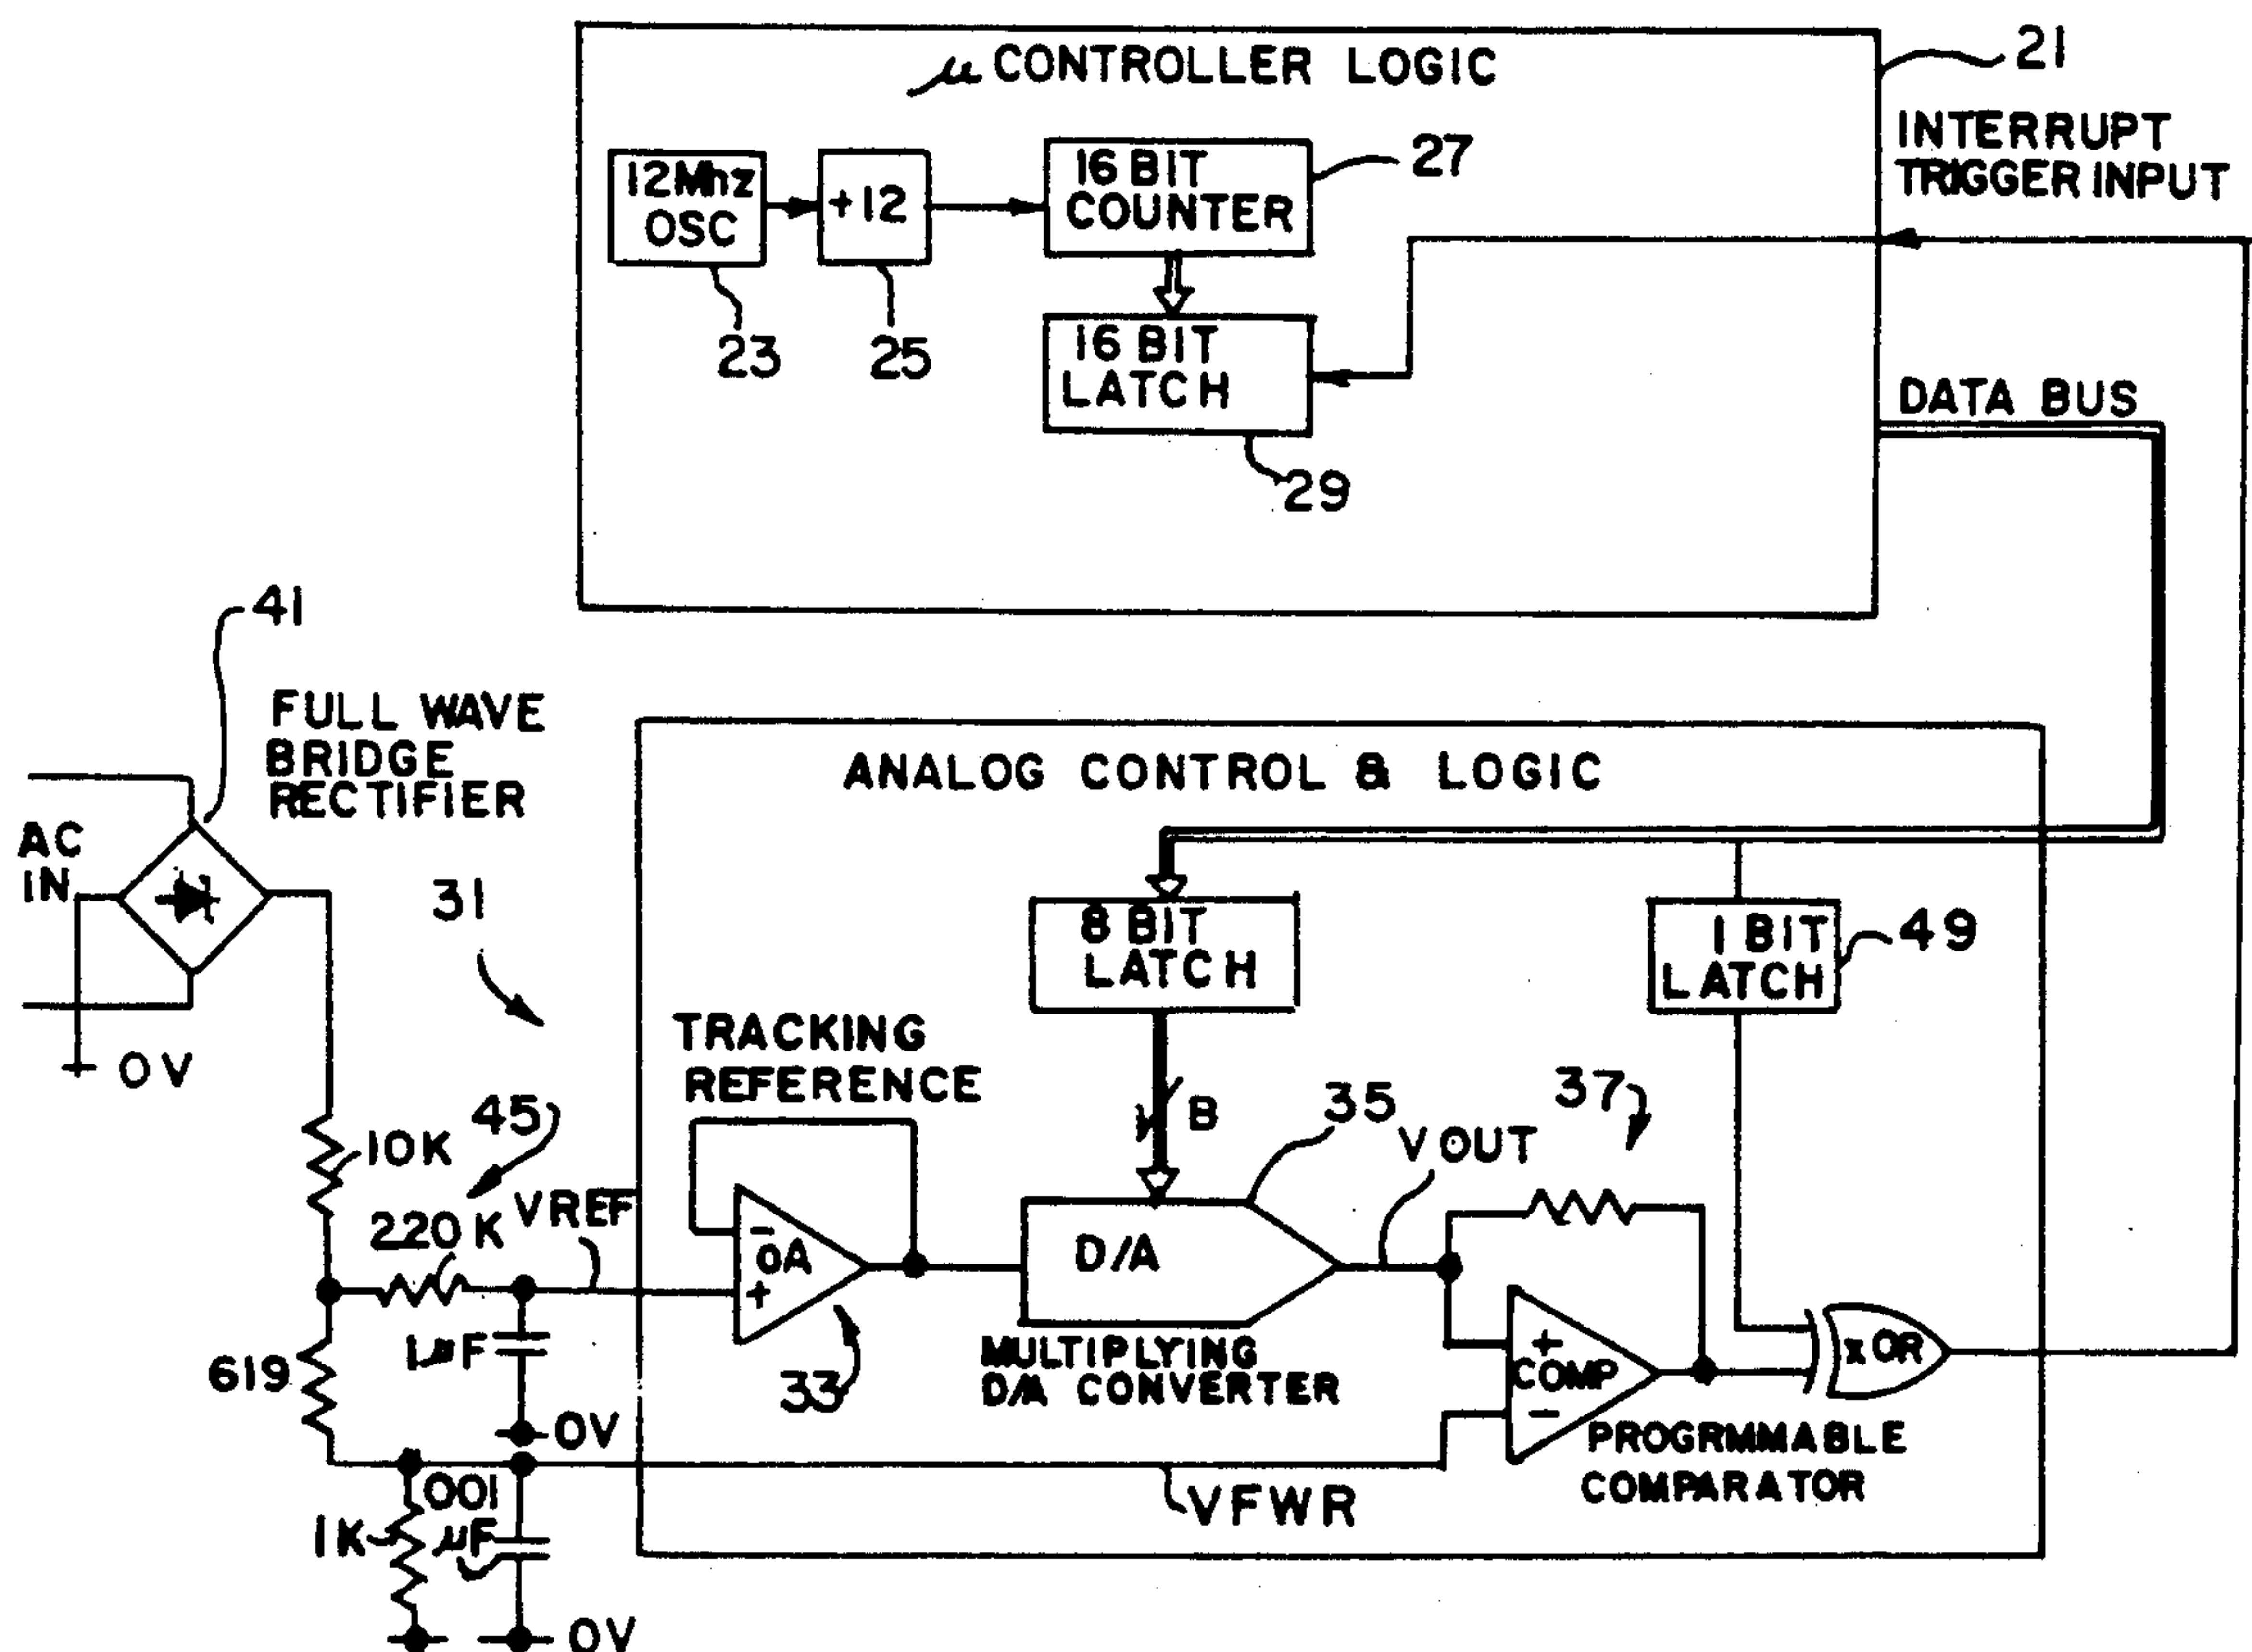 μ CONTROLLER LOGIC
21
INTERRUPT
TRIGGER INPUT
12Mhz
OSC
+12
16 BIT
COUNTER
27
23
25
16 BIT
LATCH
29
DATA BUS
41
FULL WAVE
BRIDGE
RECTIFIER
AC
IN
0V
31
ANALOG CONTROL & LOGIC
8 BIT
LATCH
1 BIT
LATCH
49
TRACKING
REFERENCE
45
10K
220K
VREF
B
35
V OUT
37
OA
-
+
33
D/A
MULTIPLYING
D/A CONVERTER
+
COMP
-
XOR
PROGRMMABLE
COMPARATOR
619
1μF
0V
VFWR
.001
μF
1K
0V